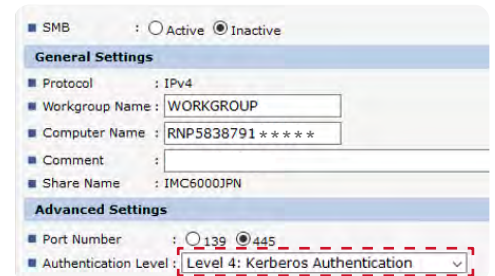 SMB : Active Inactive
General Settings
Protocol : IPv4
Workgroup Name : WORKGROUP
Computer Name : RNP5838791*****
Comment :
Share Name : IMC6000JPN
Advanced Settings
Port Number : 139 445
Authentication Level : Level 4: Kerberos Authentication